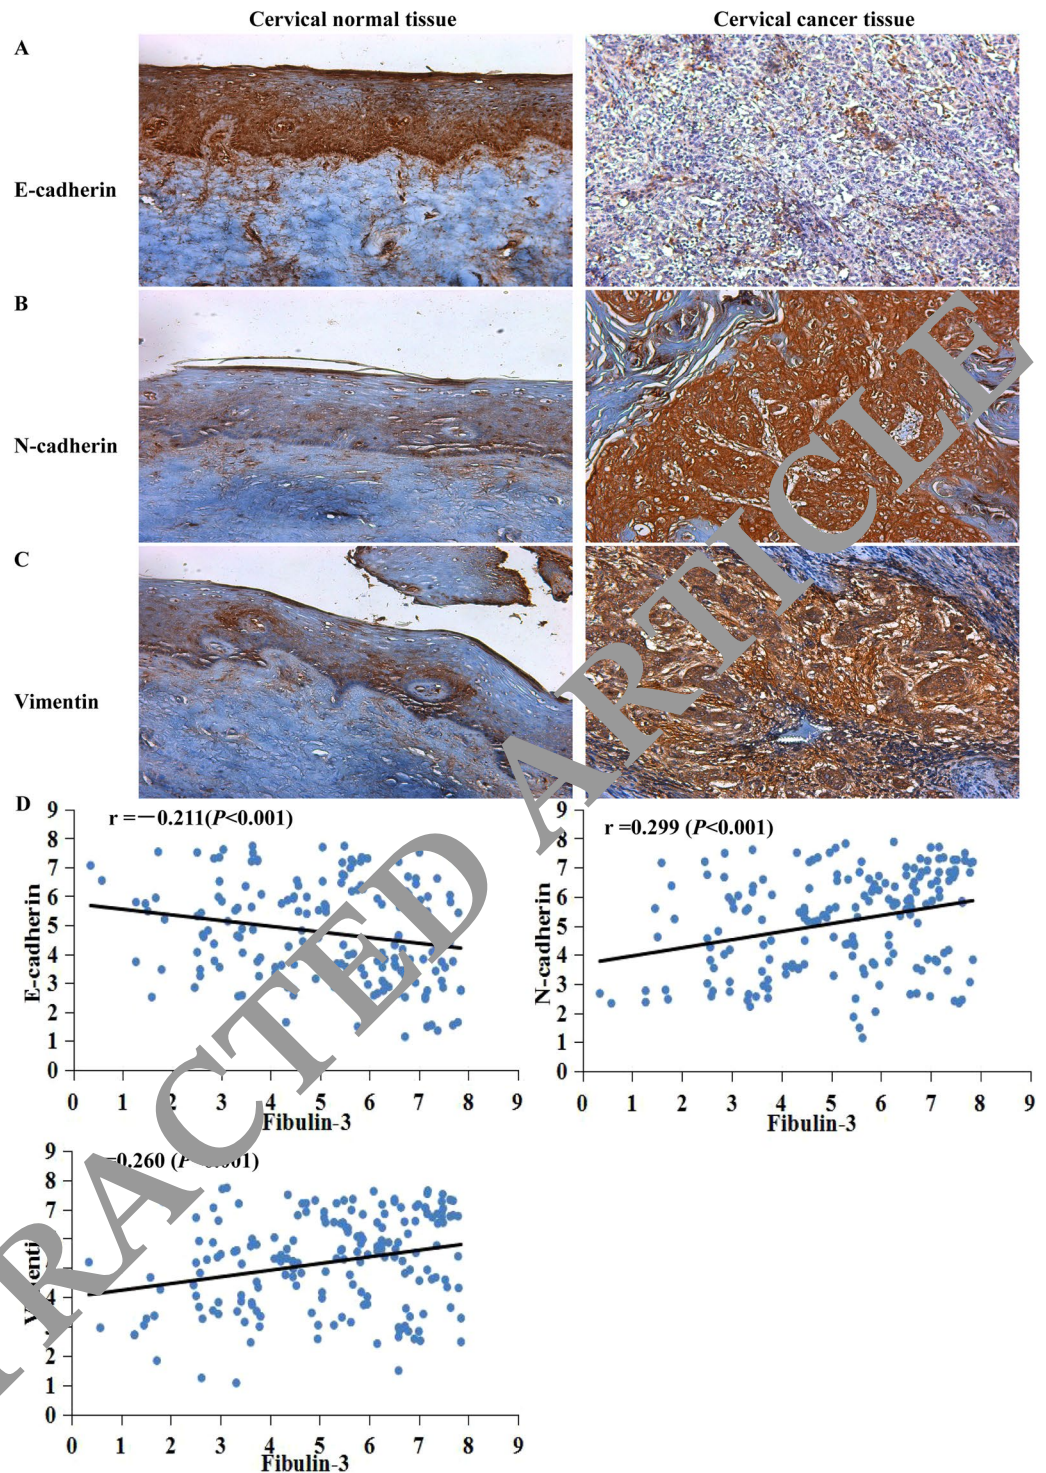 Cervical normal tissue
Cervical cancer tissue
A
E-cadherin
B
N-cadherin
C
Vimentin
D
r =－0.211(P<0.001)
E-cadherin
9
8
7
6
5
4
3
2
1
0
0 1 2 3 4 5 6 7 8 9
Fibulin-3
r =0.299 (P<0.001)
N-cadherin
9
8
7
6
5
4
3
2
1
0
0 1 2 3 4 5 6 7 8 9
Fibulin-3
=0.260 (P 0.001)
9
8
7
4
2
1
0
0 1 2 3 4 5 6 7 8 9
Fibulin-3
RACTED ARTICLE